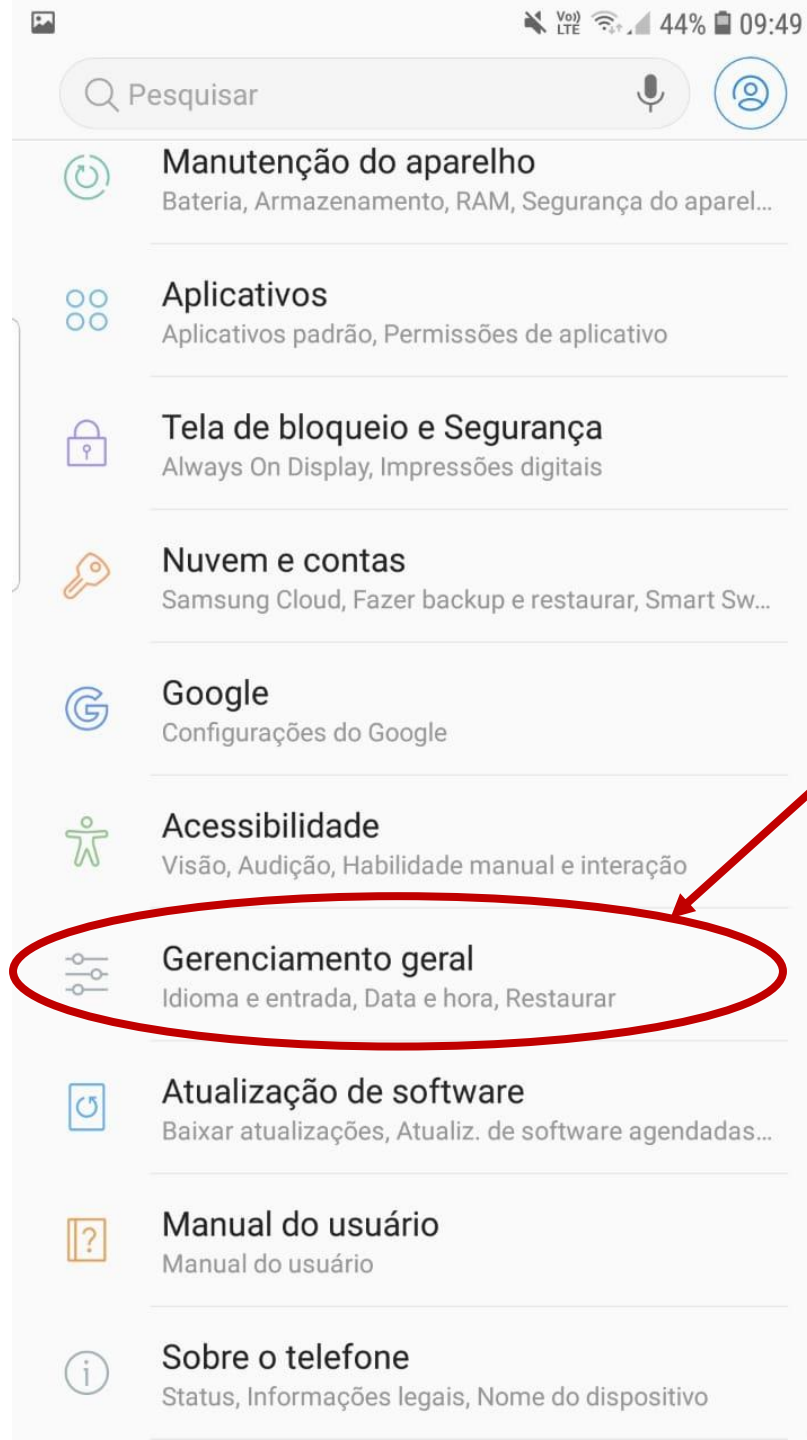 Vo)) LTE 44% 09:49
Pesquisar
Manutenção do aparelho
Bateria, Armazenamento, RAM, Segurança do aparel...
Aplicativos
Aplicativos padrão, Permissões de aplicativo
Tela de bloqueio e Segurança
Always On Display, Impressões digitais
Nuvem e contas
Samsung Cloud, Fazer backup e restaurar, Smart Sw...
Google
Configurações do Google
Acessibilidade
Visão, Audição, Habilidade manual e interação
Gerenciamento geral
Idioma e entrada, Data e hora, Restaurar
Atualização de software
Baixar atualizações, Atualiz. de software agendadas...
Manual do usuário
Manual do usuário
Sobre o telefone
Status, Informações legais, Nome do dispositivo